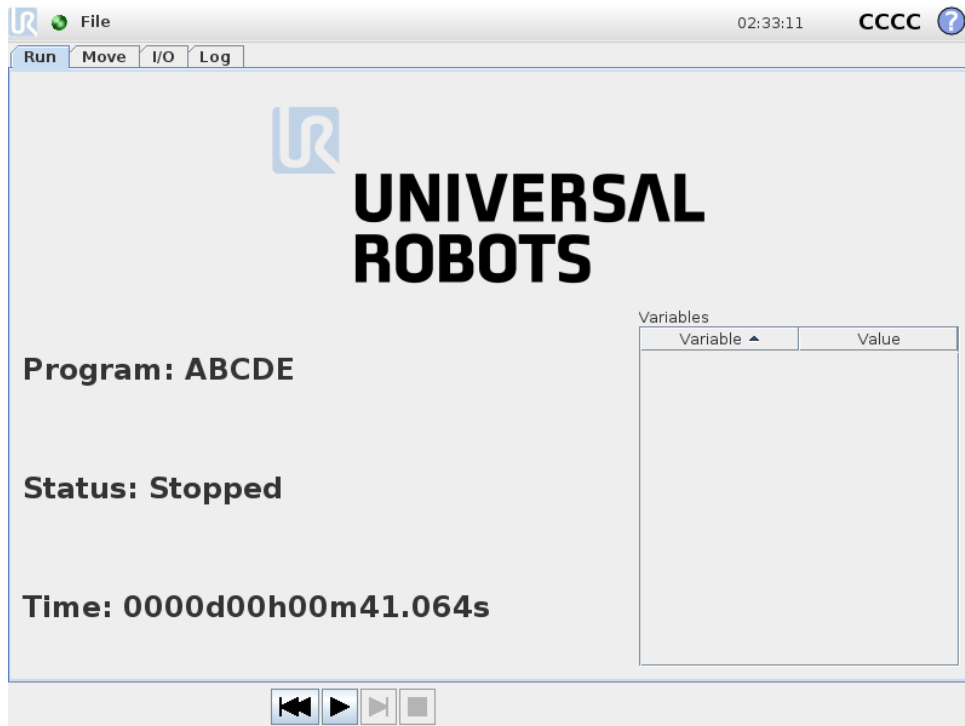 File 02:33:11 CCCC ?
Run Move I/O Log
UR
UNIVERSAL
ROBOTS
Variables
Variable Value
Program: ABCDE
Status: Stopped
Time: 0000d00h00m41.064s